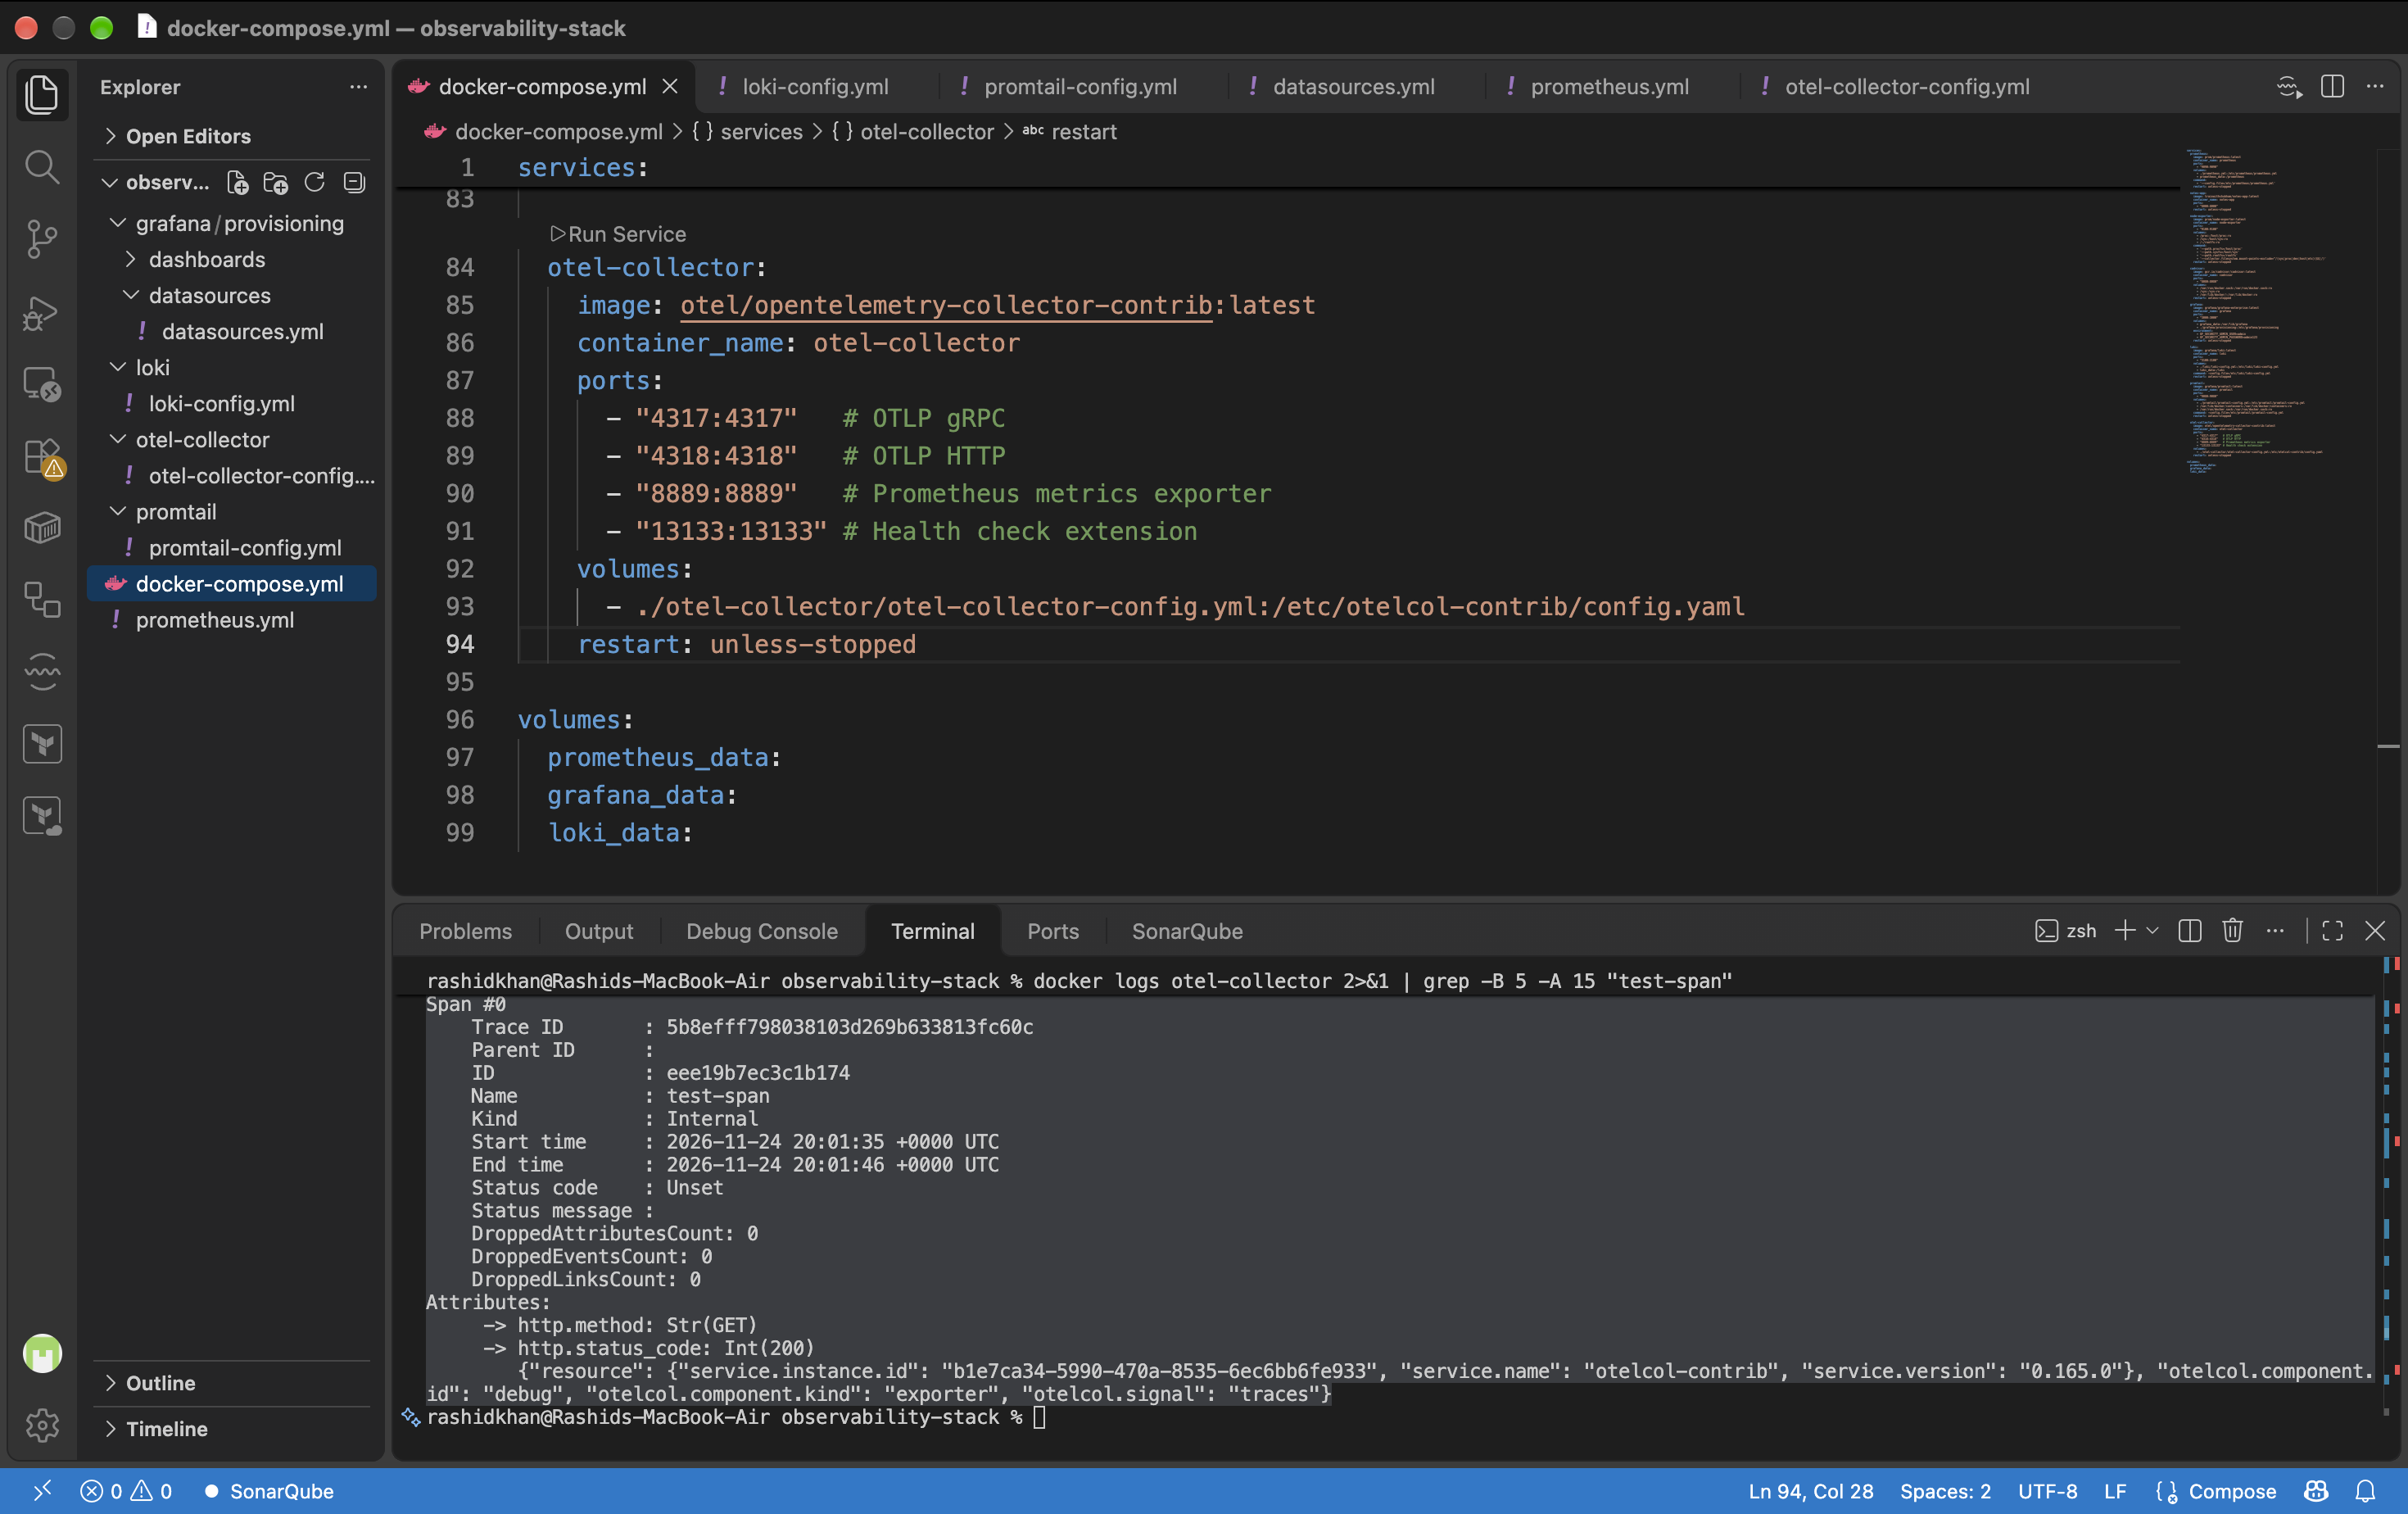 docker-compose.yml — observability-stack
Explorer
Open Editors
observ...
grafana/provisioning
dashboards
datasources
datasources.yml
loki
loki-config.yml
otel-collector
otel-collector-config....
promtail
promtail-config.yml
docker-compose.yml
prometheus.yml
Outline
Timeline
docker-compose.yml
loki-config.yml
promtail-config.yml
datasources.yml
prometheus.yml
otel-collector-config.yml
docker-compose.yml > {} services > {} otel-collector > abc restart
1 services:
83
Run Service
84 otel-collector:
85 image: otel/opentelemetry-collector-contrib:latest
86 container_name: otel-collector
87 ports:
88 - "4317:4317" # OTLP gRPC
89 - "4318:4318" # OTLP HTTP
90 - "8889:8889" # Prometheus metrics exporter
91 - "13133:13133" # Health check extension
92 volumes:
93 - ./otel-collector/otel-collector-config.yml:/etc/otelcol-contrib/config.yaml
94 restart: unless-stopped
95
96 volumes:
97 prometheus_data:
98 grafana_data:
99 loki_data:
Problems Output Debug Console Terminal Ports SonarQube
zsh
rashidkhan@Rashids-MacBook-Air observability-stack % docker logs otel-collector 2>&1 | grep -B 5 -A 15 "test-span"
Span #0
Trace ID : 5b8efff798038103d269b633813fc60c
Parent ID :
ID : eee19b7ec3c1b174
Name : test-span
Kind : Internal
Start time : 2026-11-24 20:01:35 +0000 UTC
End time : 2026-11-24 20:01:46 +0000 UTC
Status code : Unset
Status message :
DroppedAttributesCount: 0
DroppedEventsCount: 0
DroppedLinksCount: 0
Attributes:
-> http.method: Str(GET)
-> http.status_code: Int(200)
{"resource": {"service.instance.id": "b1e7ca34-5990-470a-8535-6ec6bb6fe933", "service.name": "otelcol-contrib", "service.version": "0.165.0"}, "otelcol.component.
id": "debug", "otelcol.component.kind": "exporter", "otelcol.signal": "traces"}
rashidkhan@Rashids-MacBook-Air observability-stack %
0 0 SonarQube
Ln 94, Col 28 Spaces: 2 UTF-8 LF Compose